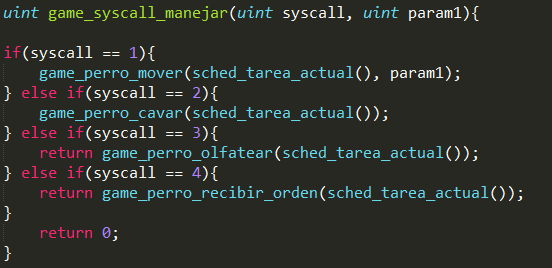 uint game_syscall_manejar(uint syscall, uint param1){
if(syscall == 1){
game_perro_mover(sched_tarea_actual(), param1);
} else if(syscall == 2){
game_perro_cavar(sched_tarea_actual());
} else if(syscall == 3){
return game_perro_olfatear(sched_tarea_actual());
} else if(syscall == 4){
return game_perro_recibir_orden(sched_tarea_actual());
}
return 0;
}